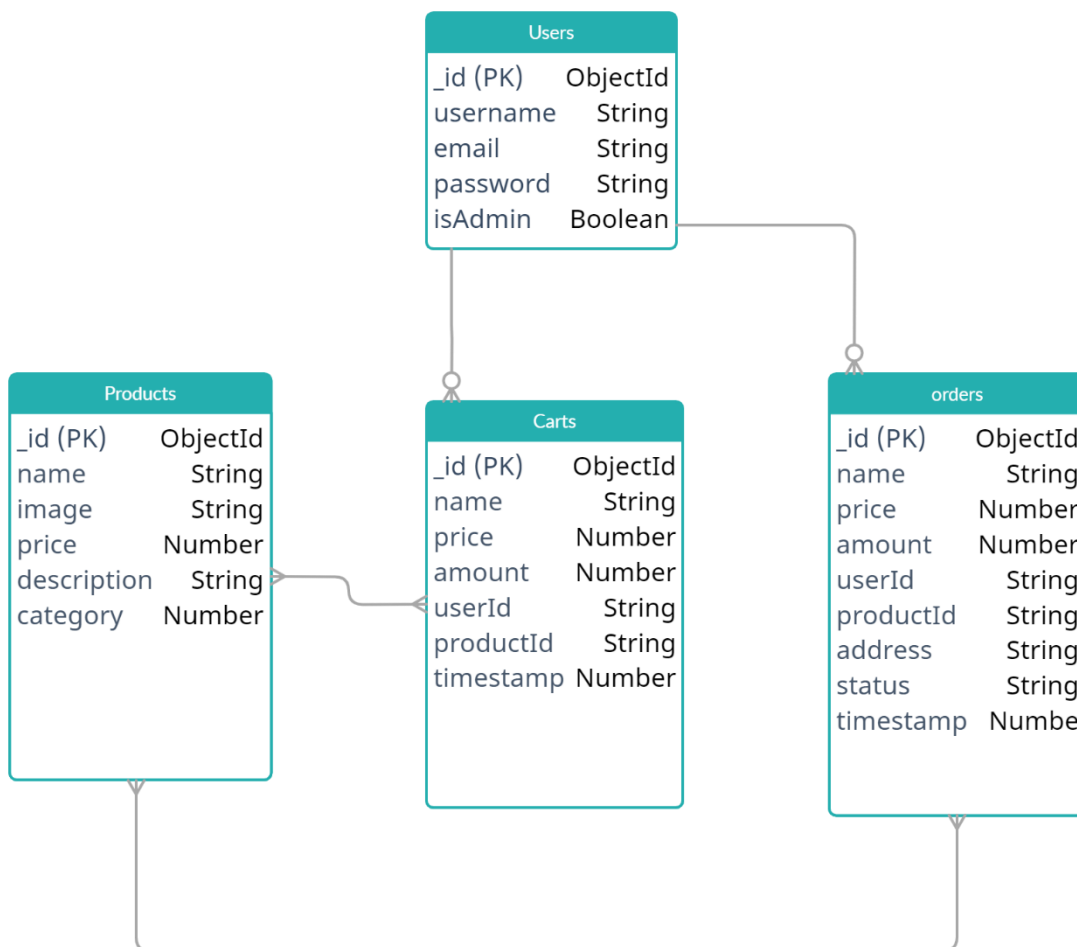 Users
_id (PK) ObjectId
username String
email String
password String
isAdmin Boolean
Products
_id (PK) ObjectId
name String
image String
price Number
description String
category Number
Carts
_id (PK) ObjectId
name String
price Number
amount Number
userId String
productId String
timestamp Number
orders
_id (PK) ObjectId
name String
price Number
amount Number
userId String
productId String
address String
status String
timestamp Numbe